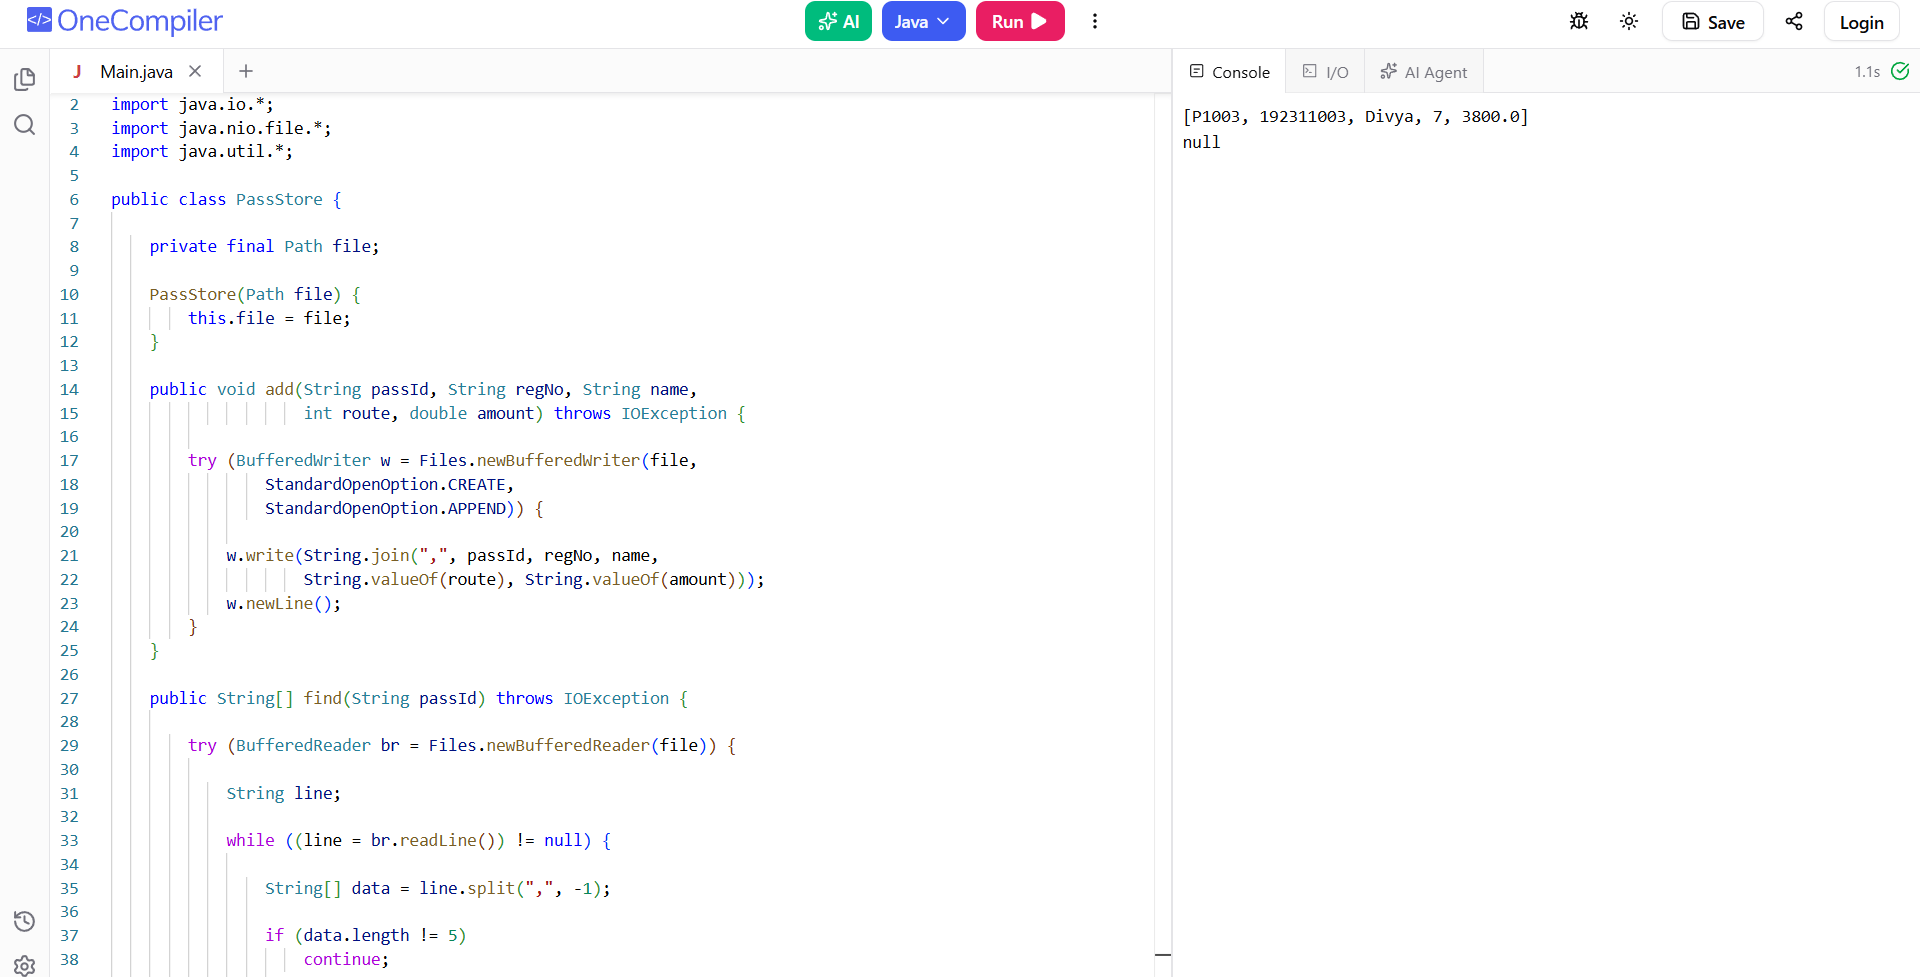 </> OneCompiler
AI
Java
Run
Save
Login
J Main.java
Console
I/O
AI Agent
1.1s
2 import java.io.*;
3 import java.nio.file.*;
4 import java.util.*;
5
6 public class PassStore {
7
8 private final Path file;
9
10 PassStore(Path file) {
11 this.file = file;
12 }
13
14 public void add(String passId, String regNo, String name,
15 int route, double amount) throws IOException {
16
17 try (BufferedWriter w = Files.newBufferedWriter(file,
18 StandardOpenOption.CREATE,
19 StandardOpenOption.APPEND)) {
20
21 w.write(String.join(",", passId, regNo, name,
22 String.valueOf(route), String.valueOf(amount)));
23 w.newLine();
24 }
25 }
26
27 public String[] find(String passId) throws IOException {
28
29 try (BufferedReader br = Files.newBufferedReader(file)) {
30
31 String line;
32
33 while ((line = br.readLine()) != null) {
34
35 String[] data = line.split(",", -1);
36
37 if (data.length != 5)
38 continue;
[P1003, 192311003, Divya, 7, 3800.0]
null